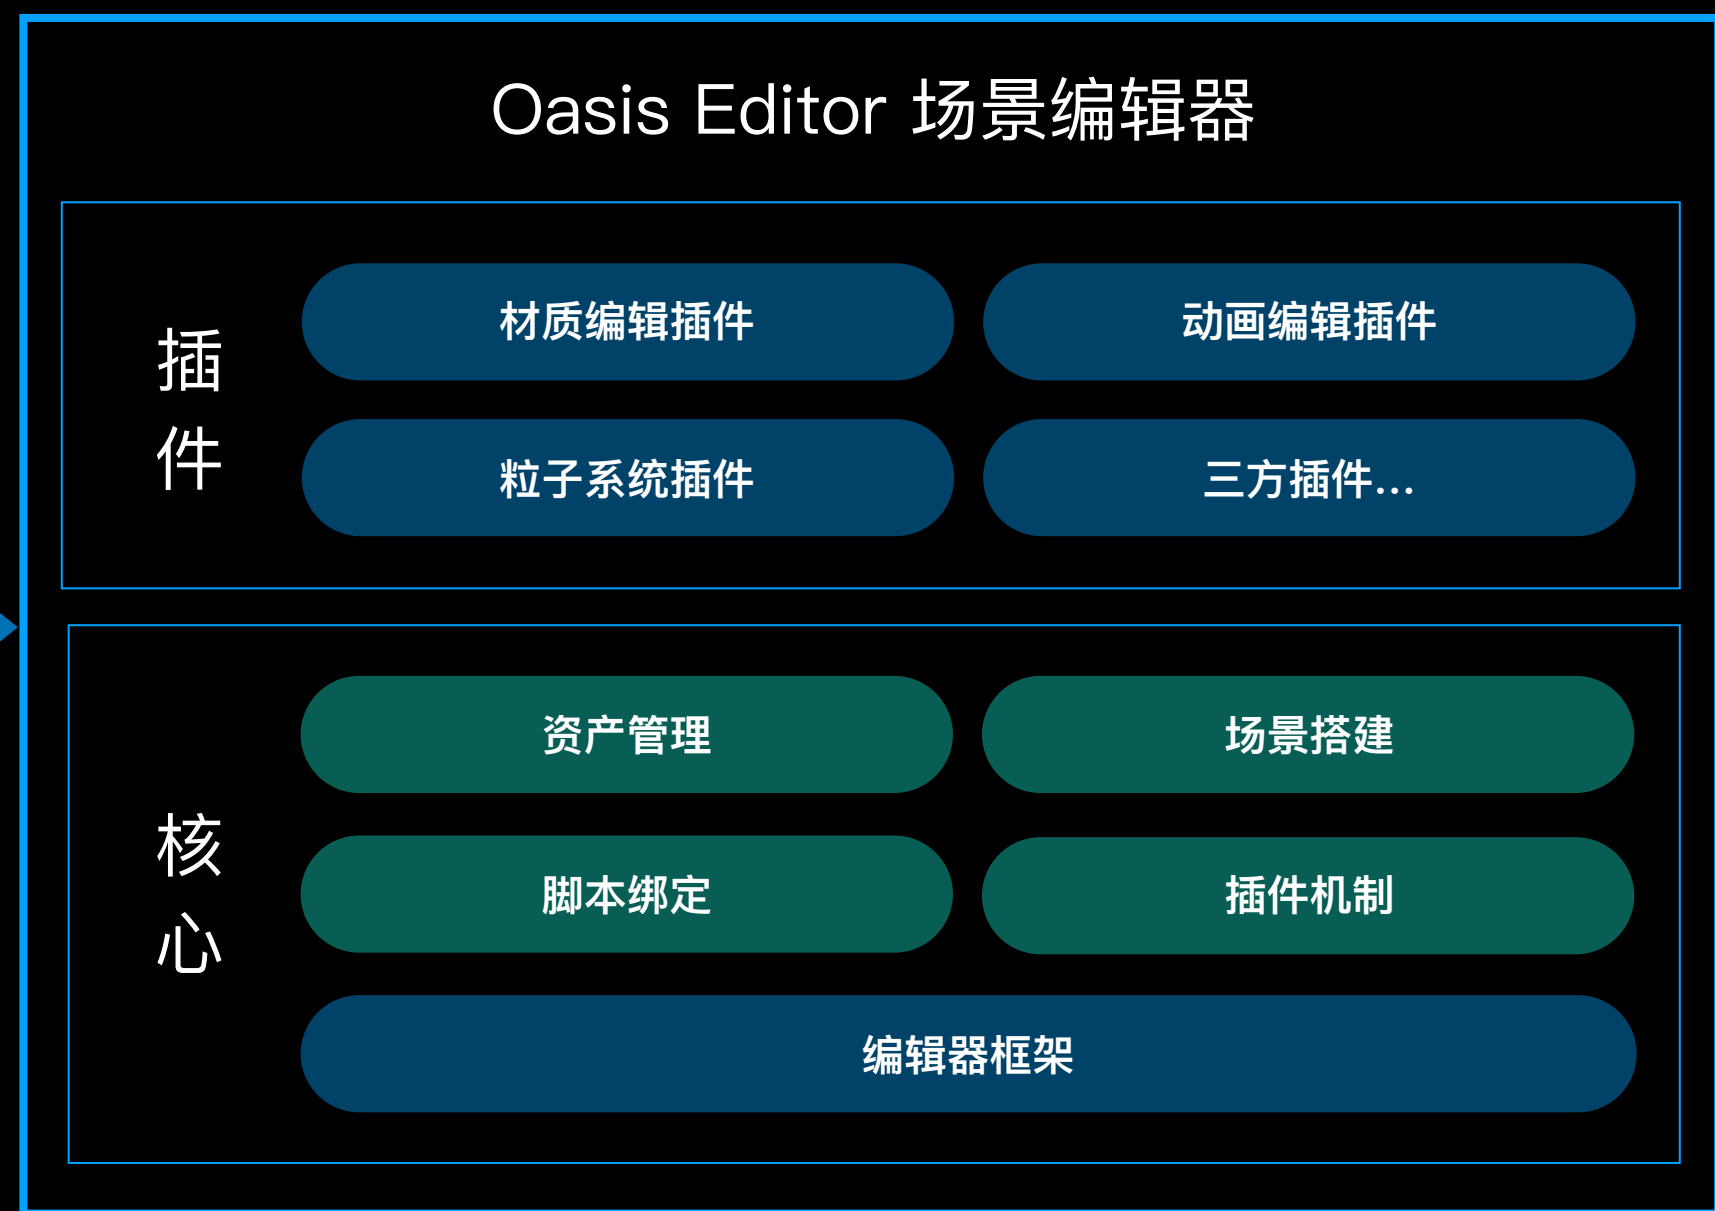 Oasis Editor 场景编辑器
插件
材质编辑插件
动画编辑插件
粒子系统插件
三方插件...
核心
资产管理
场景搭建
脚本绑定
插件机制
编辑器框架